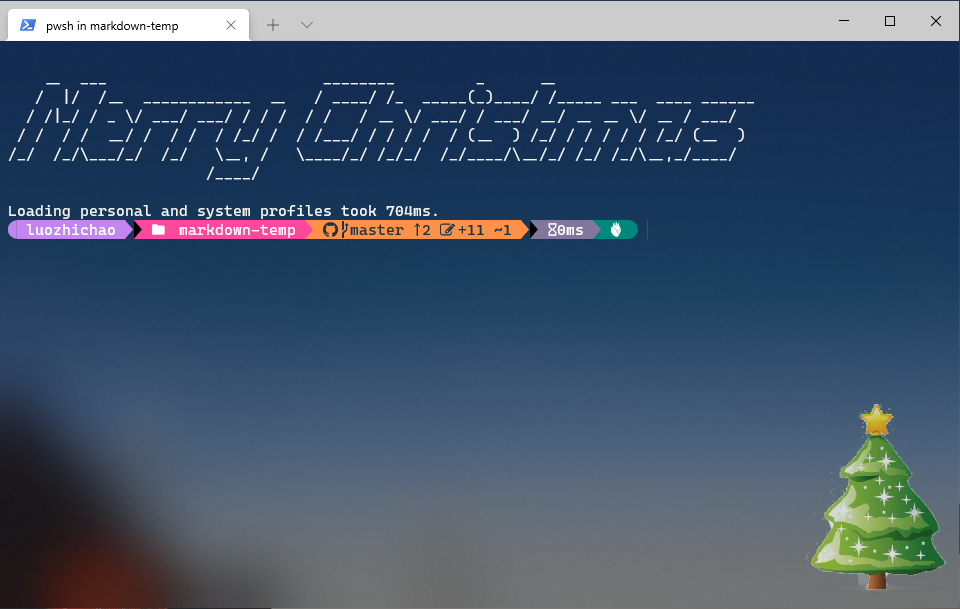 pwsh in markdown-temp
Merry Christmas
Loading personal and system profiles took 704ms.
luozhichao markdown-temp master ↑2 +11 ~1 0ms